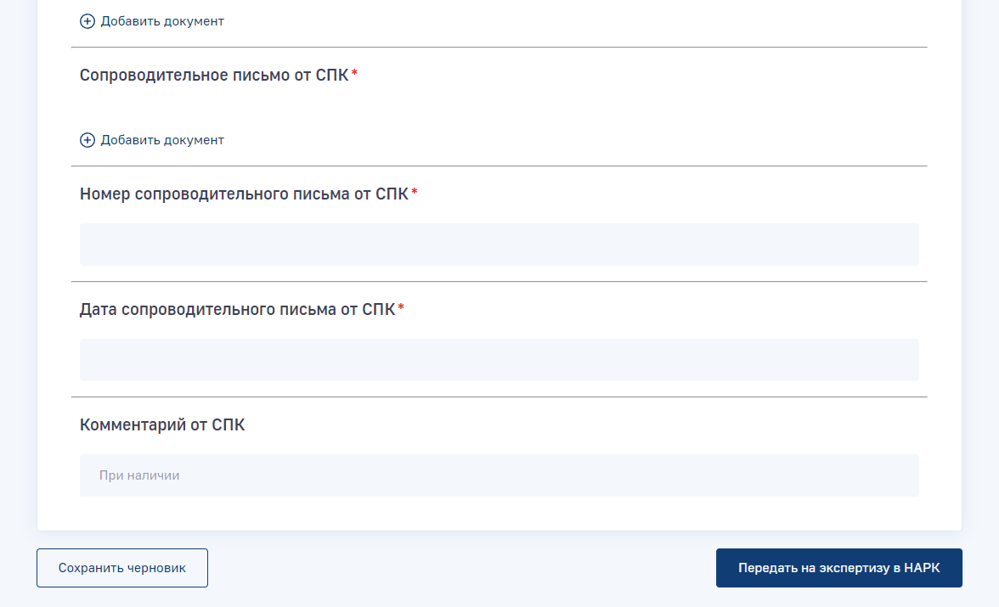 Добавить документ
Сопроводительное письмо от СПК*
Добавить документ
Номер сопроводительного письма от СПК*
Дата сопроводительного письма от СПК*
Комментарий от СПК
При наличии
Сохранить черновик
Передать на экспертизу в НАРК